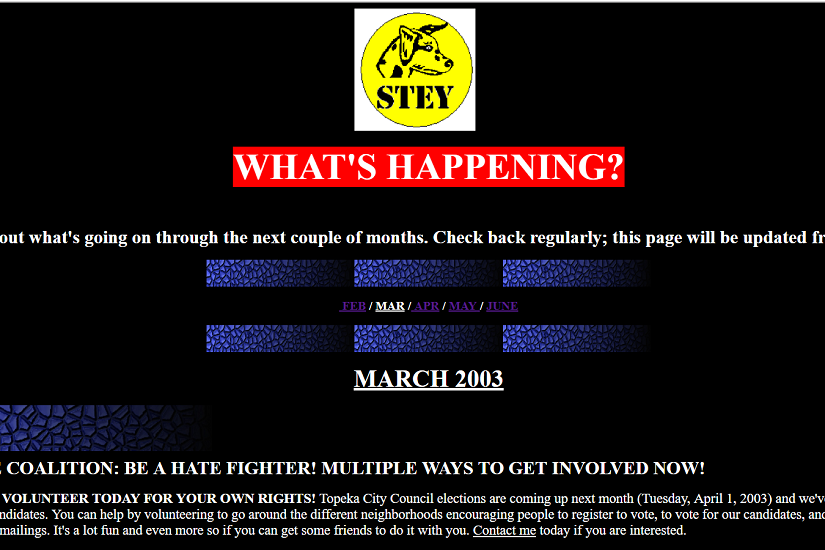 STEY
WHAT'S HAPPENING?
out what's going on through the next couple of months. Check back regularly; this page will be updated fr
FEB / MAR / APR / MAY / JUNE
MARCH 2003
COALITION: BE A HATE FIGHTER! MULTIPLE WAYS TO GET INVOLVED NOW!
VOLUNTEER TODAY FOR YOUR OWN RIGHTS! Topeka City Council elections are coming up next month (Tuesday, April 1, 2003) and we've
ndidates. You can help by volunteering to go around the different neighborhoods encouraging people to register to vote, to vote for our candidates, and
mailings. It's a lot fun and even more so if you can get some friends to do it with you. Contact me today if you are interested.